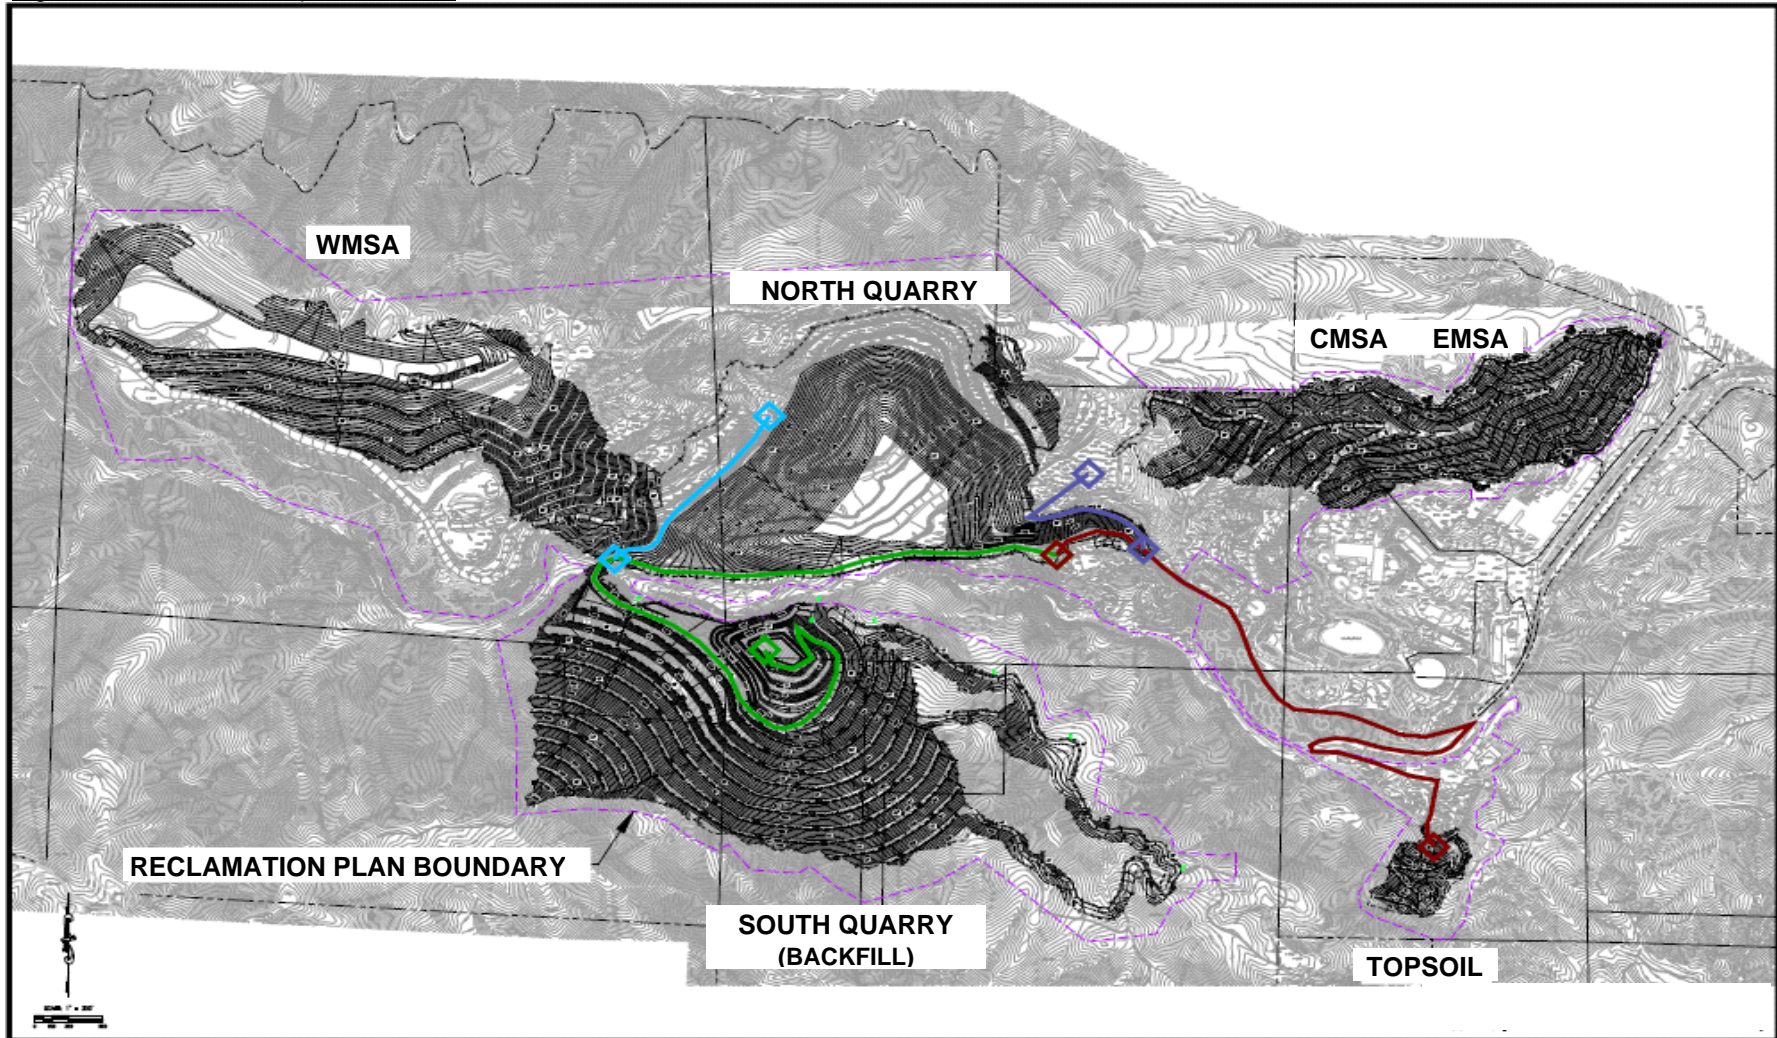 WMSA
NORTH QUARRY
CMSA EMSA
RECLAMATION PLAN BOUNDARY
SOUTH QUARRY
(BACKFILL)
TOPSOIL